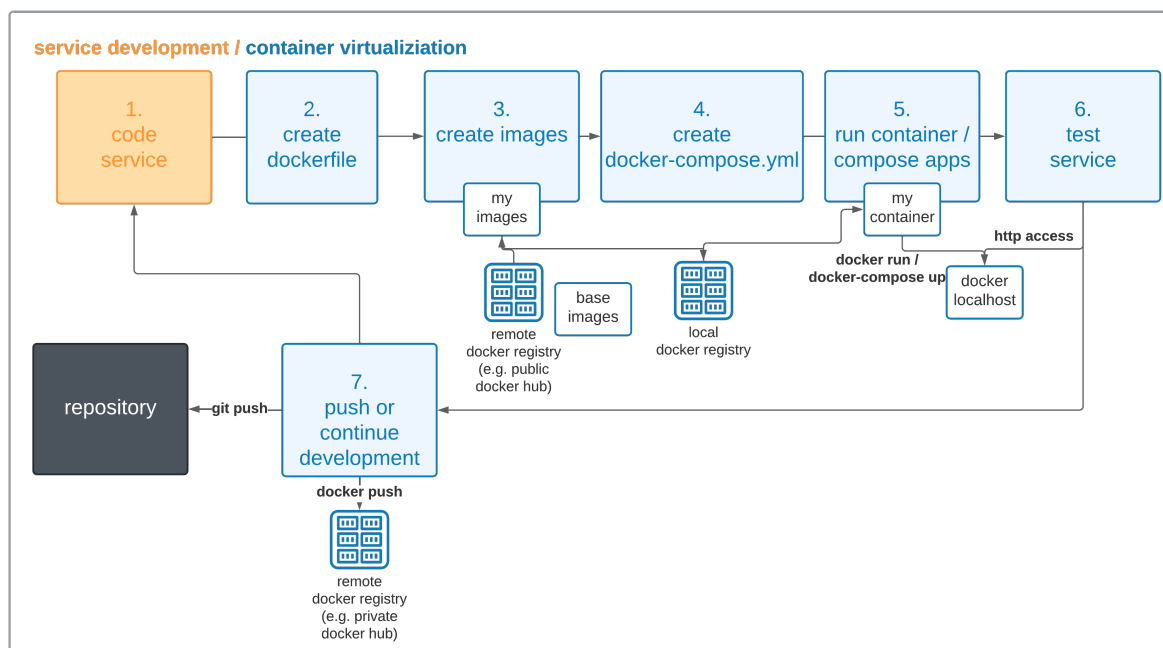 service development / container virtualiziation
1.
code
service
2.
create
dockerfile
3.
create images
4.
create
docker-compose.yml
5.
run container /
compose apps
6.
test
service
my
images
my
container
http access
docker run /
docker-compose up
docker
localhost
base
images
remote
docker registry
(e.g. public
docker hub)
local
docker registry
repository
git push
7.
push or
continue
development
docker push
remote
docker registry
(e.g. private
docker hub)